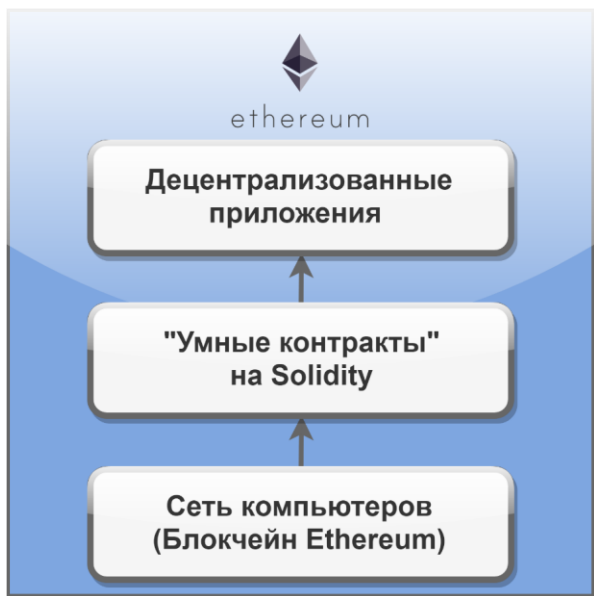 ethereum
Децентрализованные
приложения
"Умные контракты"
на Solidity
Сеть компьютеров
(Блокчейн Ethereum)